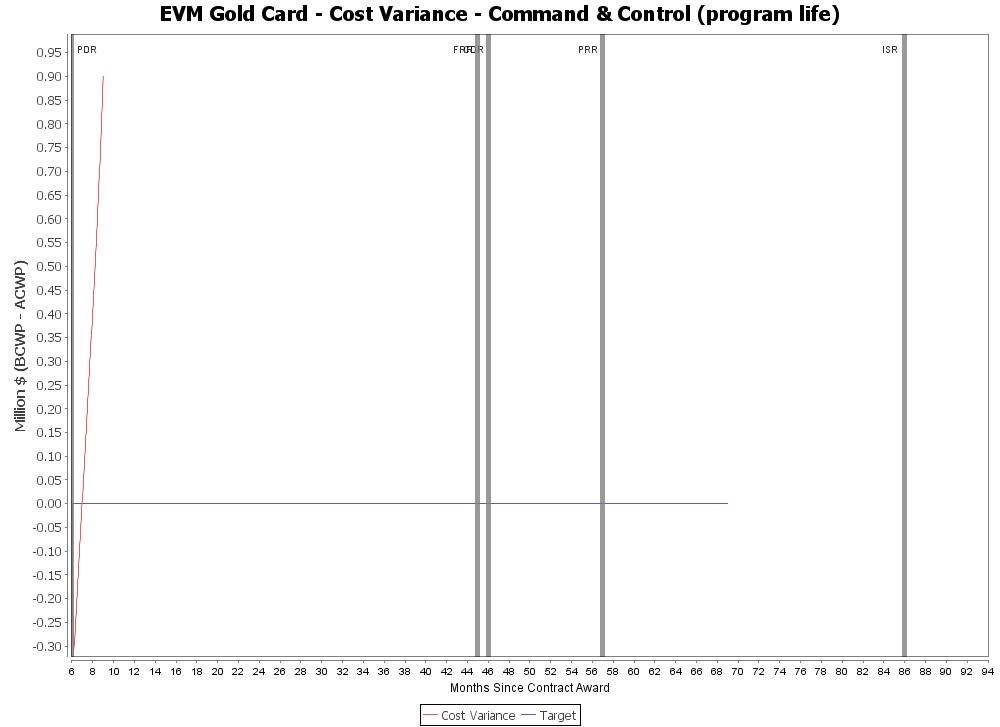 EVM Gold Card - Cost Variance - Command & Control (program life)
PDR
FRR
CDR
PRR
ISR
0.95
0.90
0.85
0.80
0.75
0.70
0.65
0.60
0.55
0.50
0.45
0.40
0.35
0.30
0.25
0.20
0.15
0.10
0.05
0.00
-0.05
-0.10
-0.15
-0.20
-0.25
-0.30
Million $ (BCWP - ACWP)
6 8 10 12 14 16 18 20 22 24 26 28 30 32 34 36 38 40 42 44 46 48 50 52 54 56 58 60 62 64 66 68 70 72 74 76 78 80 82 84 86 88 90 92 94
Months Since Contract Award
Cost Variance Target